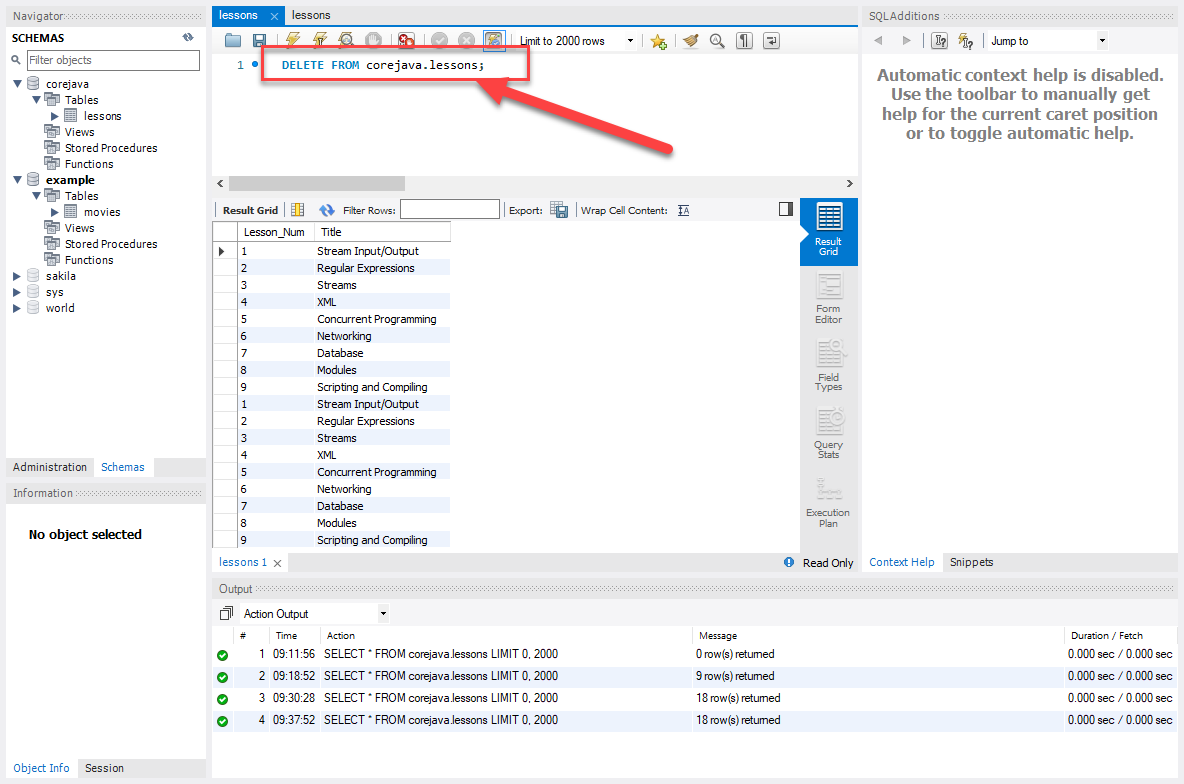 Navigator
SCHEMAS
Filter objects
corejava
Tables
lessons
Views
Stored Procedures
Functions
example
Tables
movies
Views
Stored Procedures
Functions
sakila
sys
world
Administration Schemas
Information
No object selected
Object Info Session
lessons lessons
Limit to 2000 rows
1 DELETE FROM corejava.lessons;
Result Grid Filter Rows: Export: Wrap Cell Content: IA
Lesson_Num Title
1 Stream Input/Output
2 Regular Expressions
3 Streams
4 XML
5 Concurrent Programming
6 Networking
7 Database
8 Modules
9 Scripting and Compiling
1 Stream Input/Output
2 Regular Expressions
3 Streams
4 XML
5 Concurrent Programming
6 Networking
7 Database
8 Modules
9 Scripting and Compiling
Result
Grid
Form
Editor
Field
Types
Query
Stats
Execution
Plan
lessons 1 Read Only
SQLAdditions
Jump to
Automatic context help is disabled.
Use the toolbar to manually get
help for the current caret position
or to toggle automatic help.
Context Help Snippets
Output
Action Output
# Time Action Message Duration / Fetch
1 09:11:56 SELECT * FROM corejava.lessons LIMIT 0, 2000 0 row(s) returned 0.000 sec / 0.000 sec
2 09:18:52 SELECT * FROM corejava.lessons LIMIT 0, 2000 9 row(s) returned 0.000 sec / 0.000 sec
3 09:30:28 SELECT * FROM corejava.lessons LIMIT 0, 2000 18 row(s) returned 0.000 sec / 0.000 sec
4 09:37:52 SELECT * FROM corejava.lessons LIMIT 0, 2000 18 row(s) returned 0.000 sec / 0.000 sec